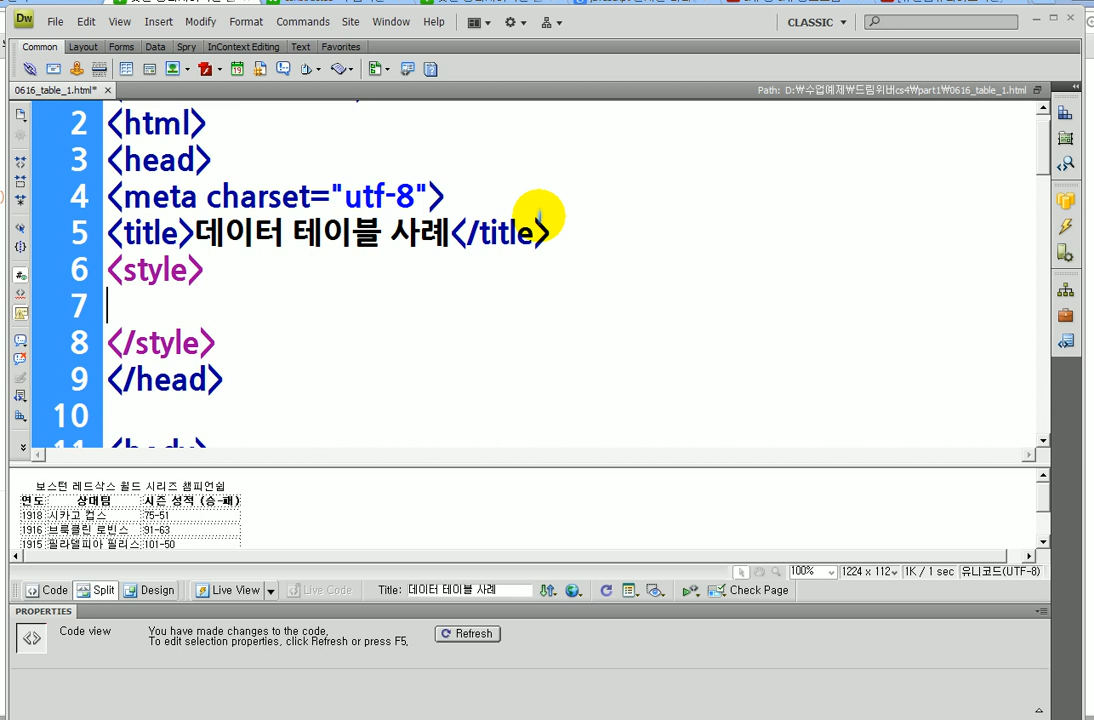 Dw File Edit View Insert Modify Format Commands Site Window Help CLASSIC
Common Layout Forms Data Spry InContext Editing Text Favorites
0616_table_1.html* × Path: D:₩수업예제₩드림위버cs4₩part1₩0616_table_1.html
2 <html>
3 <head>
4 <meta charset="utf-8">
5 <title>데이터 테이블 사례</title>
6 <style>
7
8 </style>
9 </head>
10
보스턴 레드삭스 월드 시리즈 챔피언쉽
연도 상대팀 시즌 성적 (승-패)
1918 시카고 컵스 75-51
1916 브룩클린 로빈스 91-63
1915 필라델피아 필리스 101-50
100% 1224 x 112 1K / 1 sec 유니코드(UTF-8)
Code Split Design Live View Live Code Title: 데이터 테이블 사례 Check Page
PROPERTIES
Code view You have made changes to the code, Refresh
To edit selection properties, click Refresh or press F5,